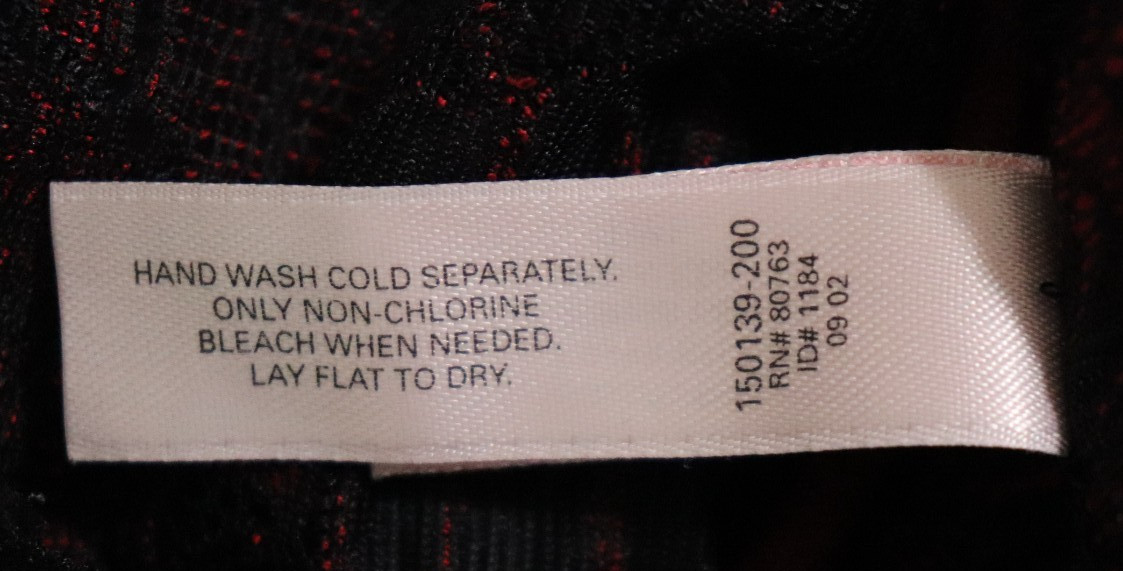 HAND WASH COLD SEPARATELY.
ONLY NON-CHLORINE
BLEACH WHEN NEEDED.
LAY FLAT TO DRY.
150139-200
RN# 80763
ID# 1184
09 02